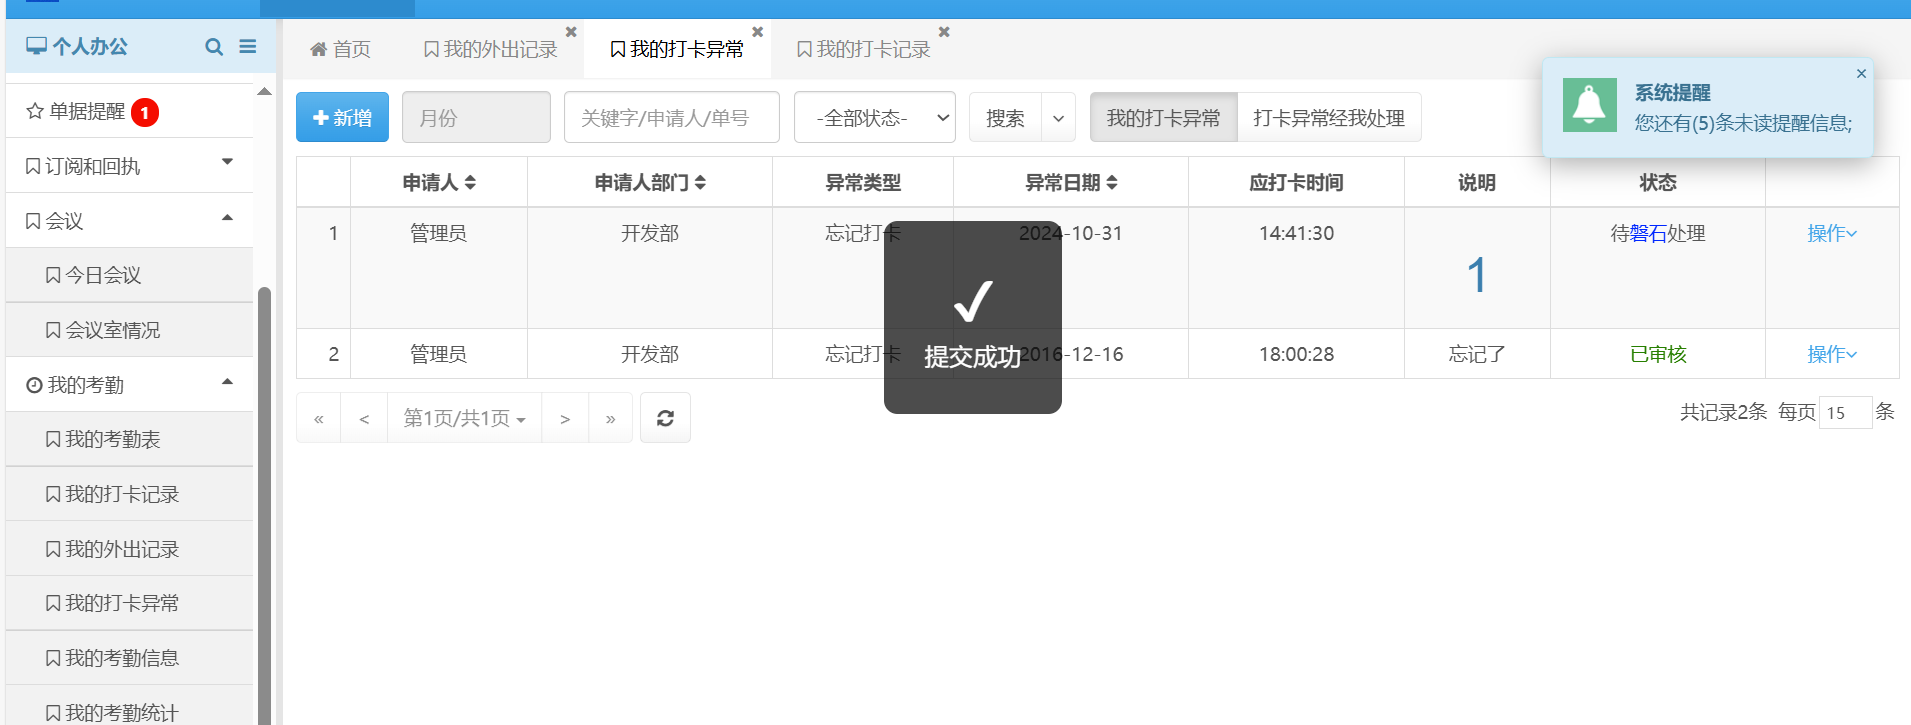 个人办公
首页
我的外出记录
我的打卡异常
我的打卡记录
单据提醒 1
订阅和回执
会议
今日会议
会议室情况
我的考勤
我的考勤表
我的打卡记录
我的外出记录
我的打卡异常
我的考勤信息
我的考勤统计
新增
月份
关键字/申请人/单号
-全部状态-
搜索
我的打卡异常
打卡异常经我处理
系统提醒
您还有(5)条未读提醒信息;
申请人 申请人部门 异常类型 异常日期 应打卡时间 说明 状态
1 管理员 开发部 忘记打卡 2024-10-31 14:41:30 1 待磐石处理 操作
2 管理员 开发部 忘记打卡 2016-12-16 18:00:28 忘记了 已审核 操作
提交成功
« < 第1页/共1页 > »
共记录2条 每页 15 条